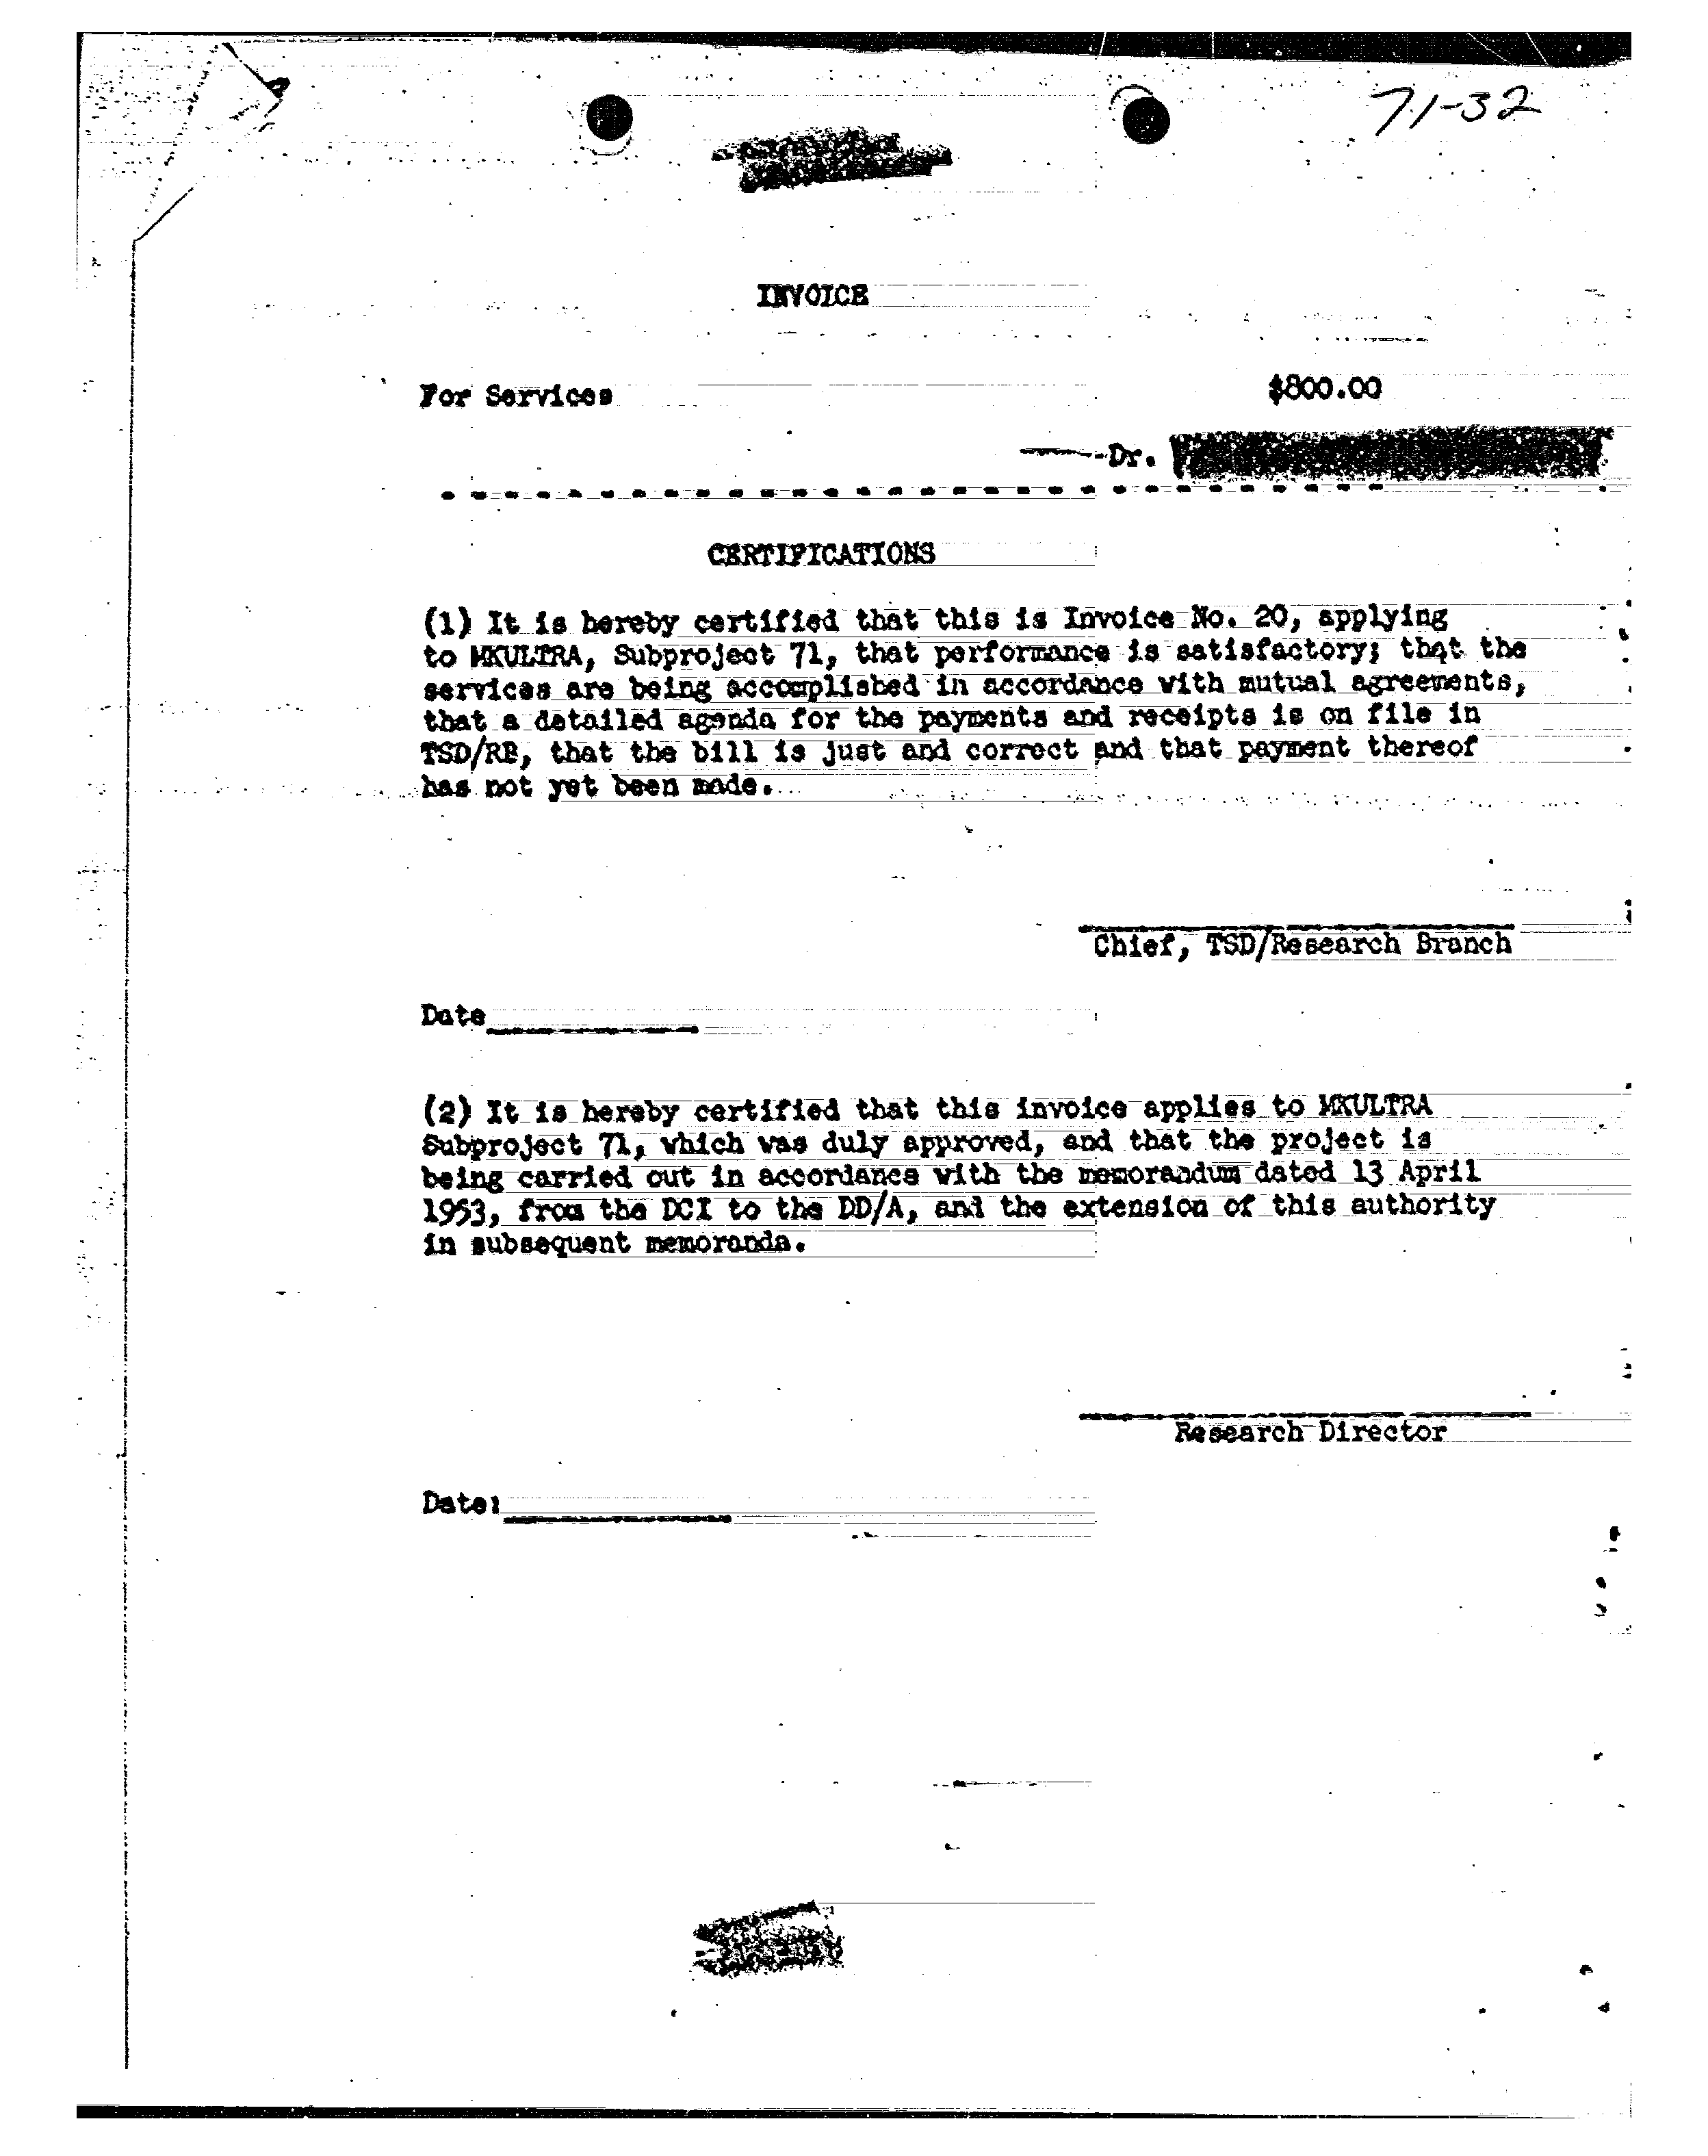 71-32
INVOICE
For Services $800.00
Dr.
CERTIFICATIONS
(1) It is hereby certified that this is Invoice No. 20, applying
to MKULTRA, Subproject 71, that performance is satisfactory; that the
services are being accomplished in accordance with mutual agreements,
that a detailed agenda for the payments and receipts is on file in
TSD/RB, that the bill is just and correct and that payment thereof
has not yet been made.
Chief, TSD/Research Branch
Date
(2) It is hereby certified that this invoice applies to MKULTRA
Subproject 71, which was duly approved, and that the project is
being carried out in accordance with the memorandum dated 13 April
1953, from the DCI to the DD/A, and the extension of this authority
in subsequent memoranda.
Research Director
Date: